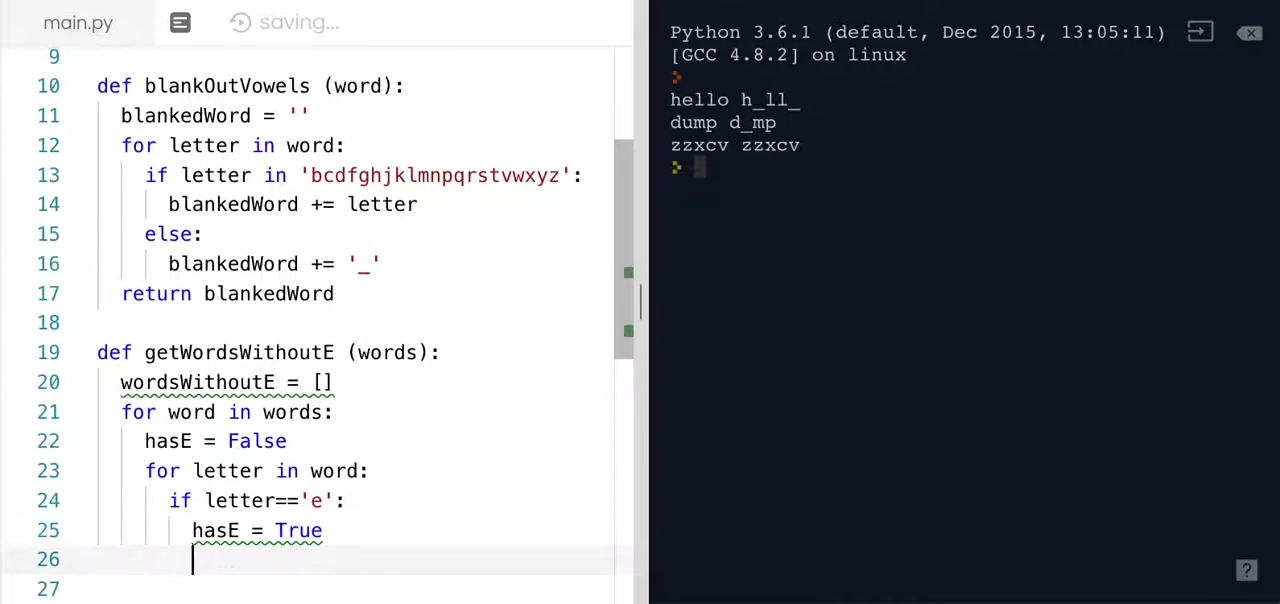 main.py
saving...
9
10 def blankOutVowels (word):
11 blankedWord = ''
12 for letter in word:
13 if letter in 'bcdfghjklmnpqrstvwxyz':
14 blankedWord += letter
15 else:
16 blankedWord += '_'
17 return blankedWord
18
19 def getWordsWithoutE (words):
20 wordsWithoutE = []
21 for word in words:
22 hasE = False
23 for letter in word:
24 if letter=='e':
25 hasE = True
26
27
Python 3.6.1 (default, Dec 2015, 13:05:11)
[GCC 4.8.2] on linux
hello h_ll_
dump d_mp
zzxcv zzxcv
?